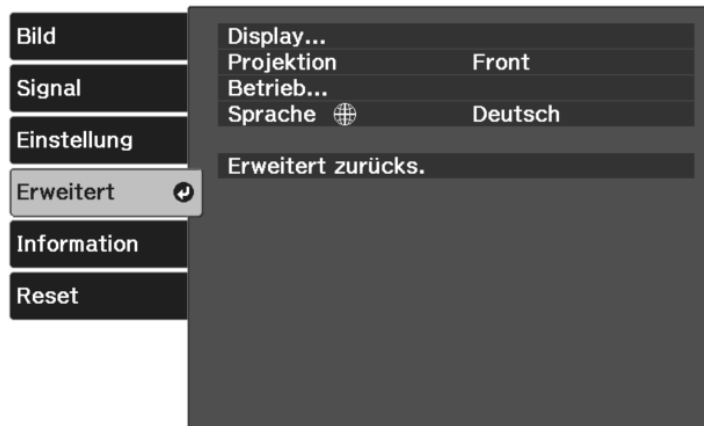 Bild
Signal
Einstellung
Erweitert
Information
Reset
Display...
Projektion Front
Betrieb...
Sprache Deutsch
Erweitert zurücks.